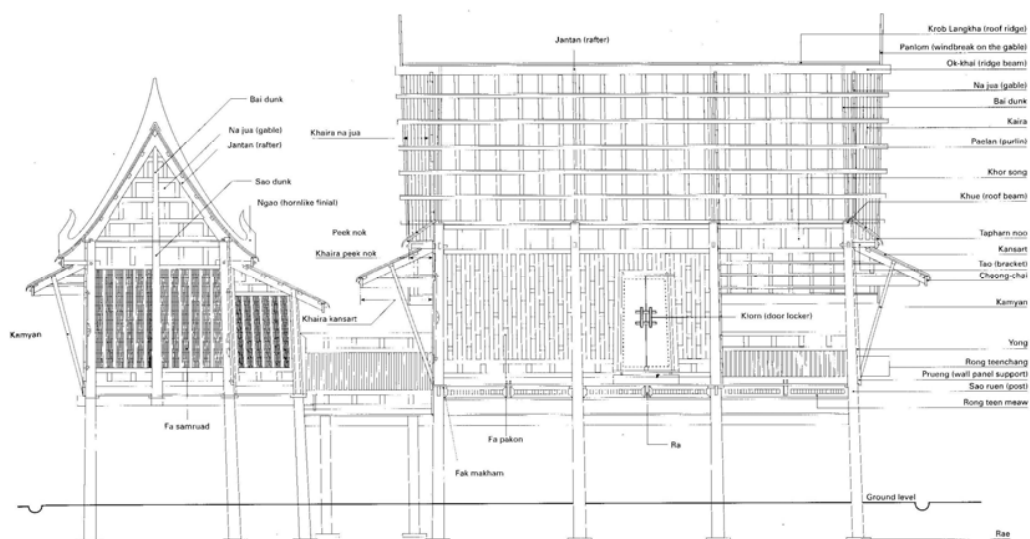 Bai dunk
Na jua (gable)
Jantan (rafter)
Sao dunk
Ngao (hornlike finial)
Kamyan
Fa samruad
Khaira na jua
Peek nok
Khaira peek nok
Khaira kansart
Jantan (rafter)
Klorn (door locker)
Fa pakon
Fak makham
Ra
Krob Langkha (roof ridge)
Panlom (windbreak on the gable)
Ok-khai (ridge beam)
Na jua (gable)
Bai dunk
Kaira
Paelan (purlin)
Khor song
Khue (roof beam)
Tapharn noo
Kansart
Tao (bracket)
Cheong-chai
Kamyan
Yong
Rong teenchang
Prueng (wall panel support)
Sao ruen (post)
Rong teen meaw
Ground level
Rae